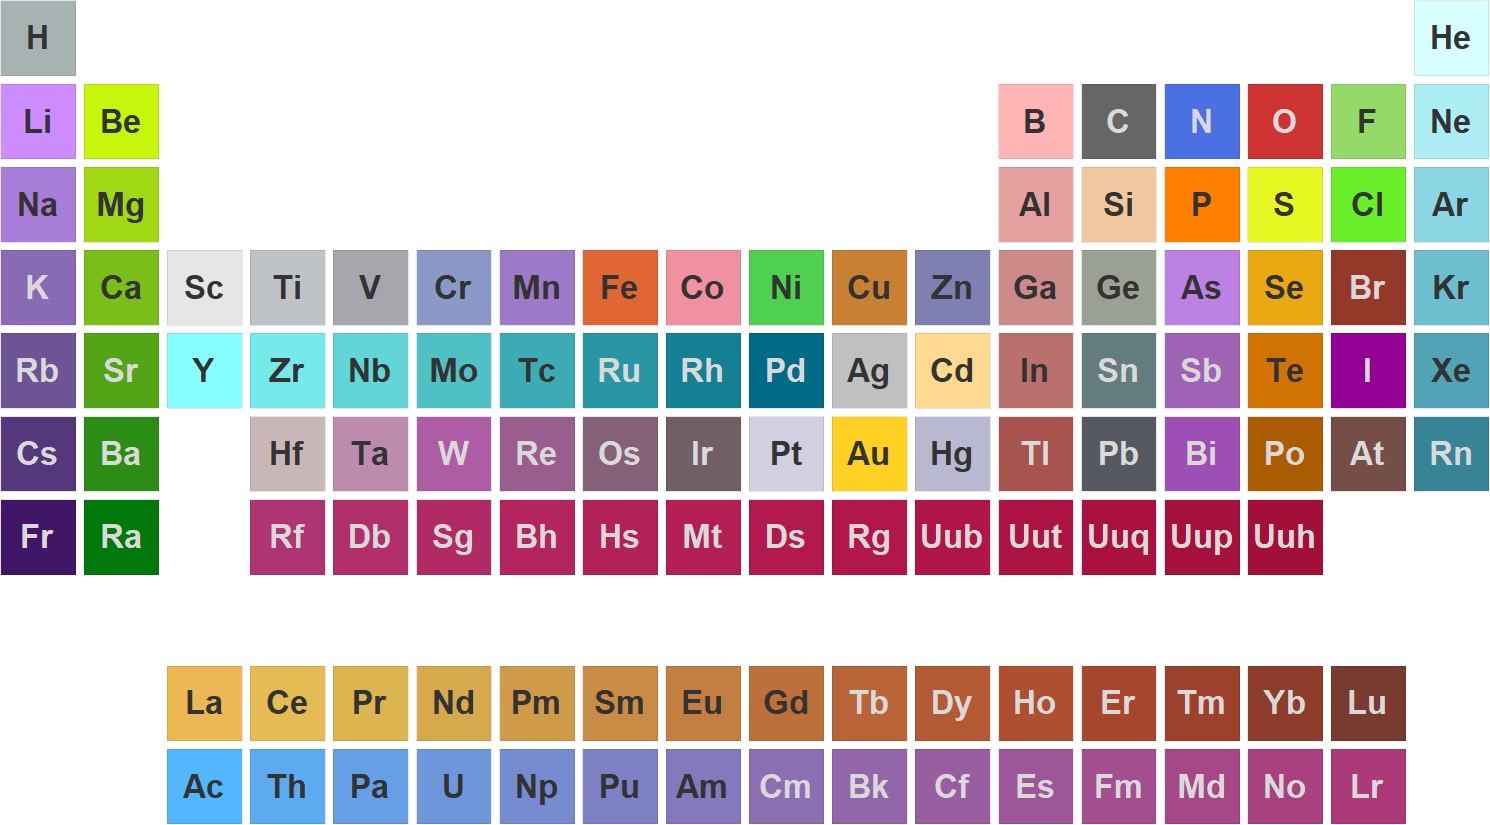 H He
Li Be B C N O F Ne
Na Mg Al Si P S Cl Ar
K Ca Sc Ti V Cr Mn Fe Co Ni Cu Zn Ga Ge As Se Br Kr
Rb Sr Y Zr Nb Mo Tc Ru Rh Pd Ag Cd In Sn Sb Te I Xe
Cs Ba Hf Ta W Re Os Ir Pt Au Hg Tl Pb Bi Po At Rn
Fr Ra Rf Db Sg Bh Hs Mt Ds Rg Uub Uut Uuq Uup Uuh
La Ce Pr Nd Pm Sm Eu Gd Tb Dy Ho Er Tm Yb Lu
Ac Th Pa U Np Pu Am Cm Bk Cf Es Fm Md No Lr